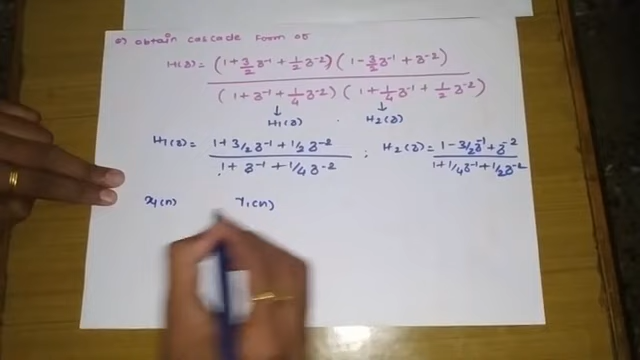 a) obtain cascade form of
H(z) = (1 + 3/2 z⁻¹ + 1/2 z⁻²) (1 - 3/2 z⁻¹ + z⁻²)
(1 + z⁻¹ + 1/4 z⁻²) (1 + 1/4 z⁻¹ + 1/2 z⁻²)
↓ ↓
H₁(z) . H₂(z)
H₁(z) = 1 + 3/2 z⁻¹ + 1/2 z⁻² ; H₂(z) = 1 - 3/2 z⁻¹ + z⁻²
1 + z⁻¹ + 1/4 z⁻² 1 + 1/4 z⁻¹ + 1/2 z⁻²
x₁(n) Y₁(n)